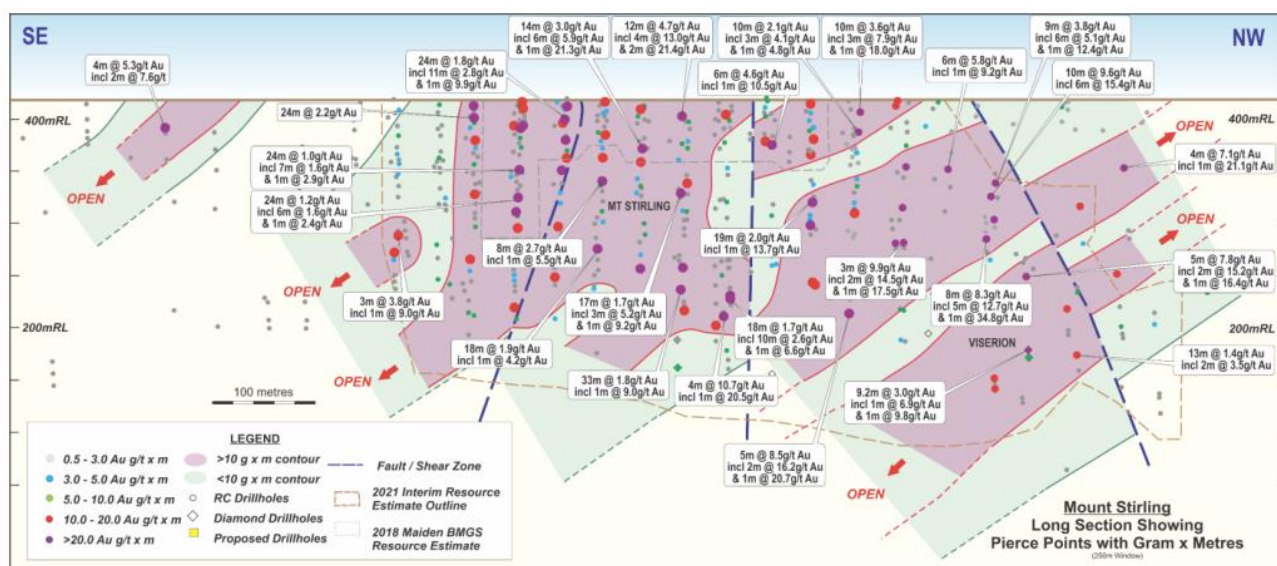 SE
NW
14m @ 3.0g/t Au
incl 6m @ 5.9g/t Au
& 1m @ 21.3g/t Au
12m @ 4.7g/t Au
incl 4m @ 13.0g/t Au
& 2m @ 21.4g/t Au
10m @ 2.1g/t Au
incl 3m @ 4.1g/t Au
& 1m @ 4.8g/t Au
10m @ 3.6g/t Au
incl 3m @ 7.9g/t Au
& 1m @ 18.0g/t Au
9m @ 3.8g/t Au
incl 6m @ 5.1g/t Au
& 1m @ 12.4g/t Au
4m @ 5.3g/t Au
incl 2m @ 7.6g/t
24m @ 1.8g/t Au
incl 11m @ 2.8g/t Au
& 1m @ 9.9g/t Au
6m @ 4.6g/t Au
incl 1m @ 10.5g/t Au
6m @ 5.8g/t Au
incl 1m @ 9.2g/t Au
10m @ 9.6g/t Au
incl 6m @ 15.4g/t Au
24m @ 2.2g/t Au
400mRL
400mRL
OPEN
24m @ 1.0g/t Au
incl 7m @ 1.6g/t Au
& 1m @ 2.9g/t Au
4m @ 7.1g/t Au
incl 1m @ 21.1g/t Au
OPEN
24m @ 1.2g/t Au
incl 6m @ 1.6g/t Au
& 1m @ 2.4g/t Au
MT STIRLING
OPEN
8m @ 2.7g/t Au
incl 1m @ 5.5g/t Au
19m @ 2.0g/t Au
incl 1m @ 13.7g/t Au
3m @ 9.9g/t Au
incl 2m @ 14.5g/t Au
& 1m @ 17.5g/t Au
5m @ 7.8g/t Au
incl 2m @ 15.2g/t Au
& 1m @ 16.4g/t Au
OPEN
3m @ 3.8g/t Au
incl 1m @ 9.0g/t Au
17m @ 1.7g/t Au
incl 3m @ 5.2g/t Au
& 1m @ 9.2g/t Au
8m @ 8.3g/t Au
incl 5m @ 12.7g/t Au
& 1m @ 34.8g/t Au
200mRL
200mRL
18m @ 1.9g/t Au
incl 1m @ 4.2g/t Au
18m @ 1.7g/t Au
incl 10m @ 2.6g/t Au
& 1m @ 6.6g/t Au
VISERION
13m @ 1.4g/t Au
incl 2m @ 3.5g/t Au
OPEN
33m @ 1.8g/t Au
incl 1m @ 9.0g/t Au
4m @ 10.7g/t Au
incl 1m @ 20.5g/t Au
9.2m @ 3.0g/t Au
incl 1m @ 6.9g/t Au
& 1m @ 9.8g/t Au
100 metres
5m @ 8.5g/t Au
incl 2m @ 16.2g/t Au
& 1m @ 20.7g/t Au
OPEN
LEGEND
0.5 - 3.0 Au g/t x m
3.0 - 5.0 Au g/t x m
5.0 - 10.0 Au g/t x m
10.0 - 20.0 Au g/t x m
>20.0 Au g/t x m
>10 g x m contour
<10 g x m contour
RC Drillholes
Diamond Drillholes
Proposed Drillholes
Fault / Shear Zone
2021 Interim Resource
Estimate Outline
2018 Maiden BMGS
Resource Estimate
Mount Stirling
Long Section Showing
Pierce Points with Gram x Metres
(250m Window)